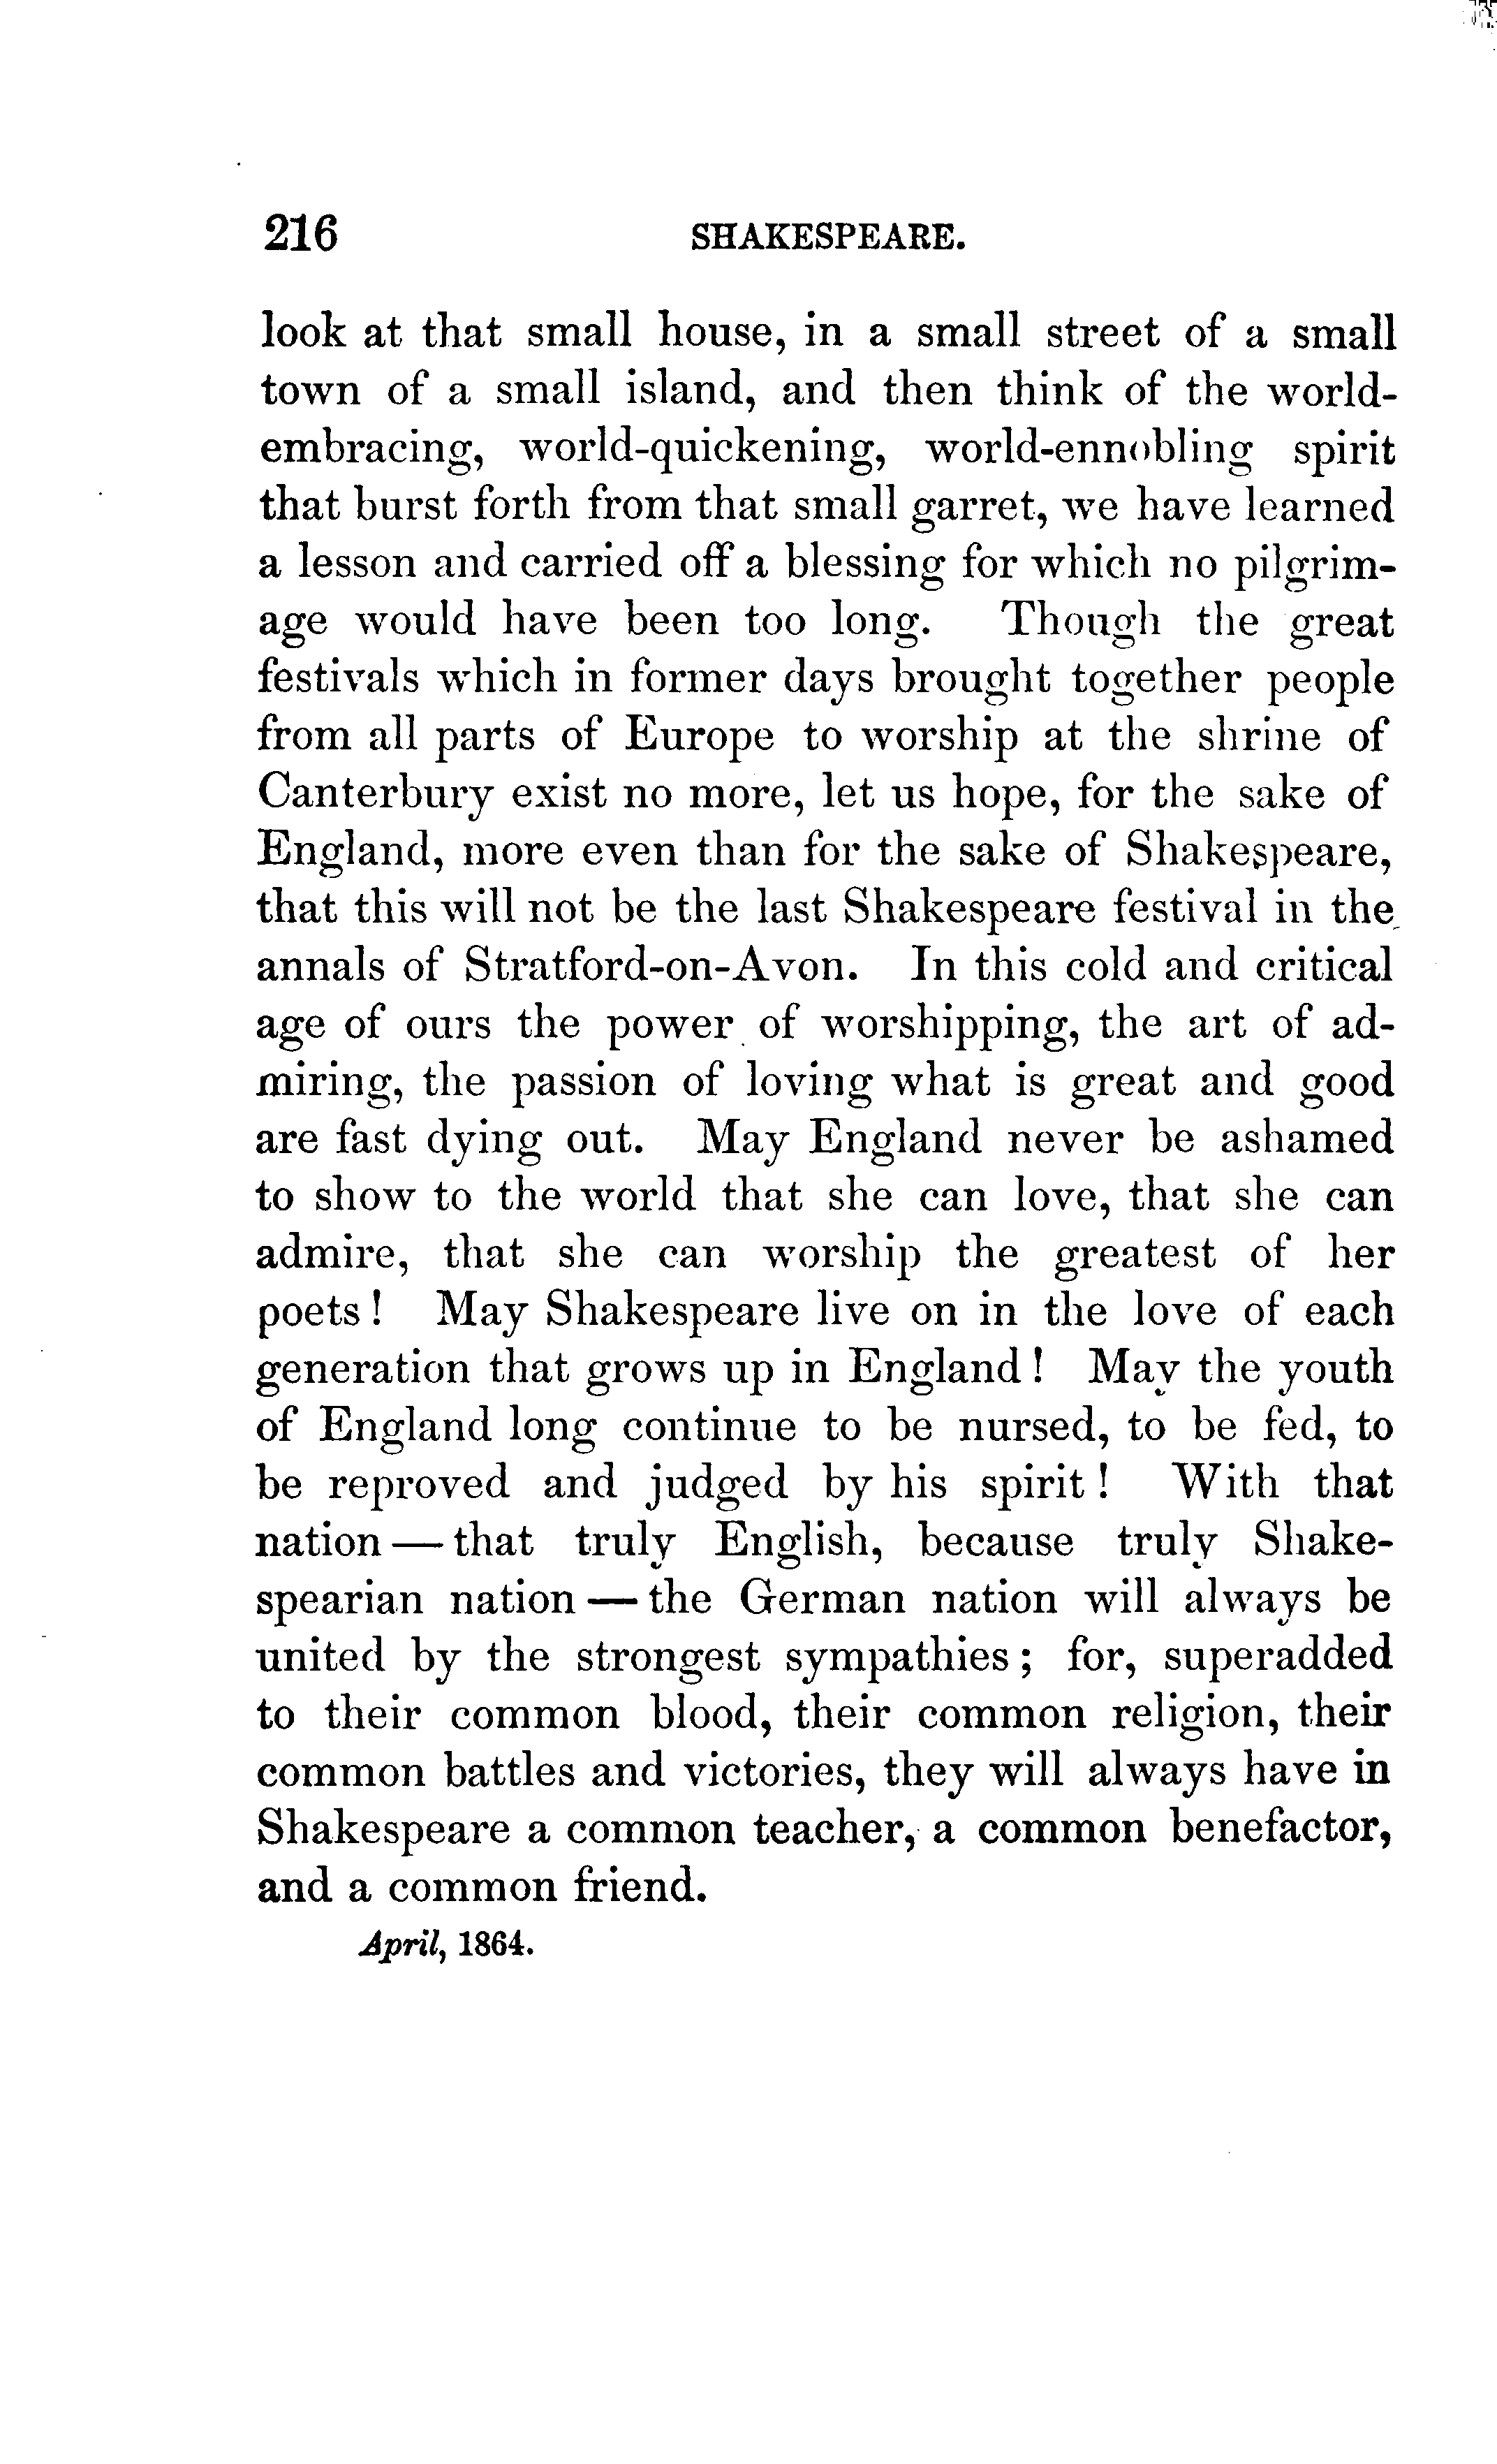 216 SHAKESPEARE.
look at that small house, in a small street of a small
town of a small island, and then think of the world-
embracing, world-quickening, world-ennobling spirit
that burst forth from that small garret, we have learned
a lesson and carried off a blessing for which no pilgrim-
age would have been too long. Though the great
festivals which in former days brought together people
from all parts of Europe to worship at the shrine of
Canterbury exist no more, let us hope, for the sake of
England, more even than for the sake of Shakespeare,
that this will not be the last Shakespeare festival in the
annals of Stratford-on-Avon. In this cold and critical
age of ours the power of worshipping, the art of ad-
miring, the passion of loving what is great and good
are fast dying out. May England never be ashamed
to show to the world that she can love, that she can
admire, that she can worship the greatest of her
poets! May Shakespeare live on in the love of each
generation that grows up in England! May the youth
of England long continue to be nursed, to be fed, to
be reproved and judged by his spirit! With that
nation — that truly English, because truly Shake-
spearian nation — the German nation will always be
united by the strongest sympathies; for, superadded
to their common blood, their common religion, their
common battles and victories, they will always have in
Shakespeare a common teacher, a common benefactor,
and a common friend.
April, 1864.